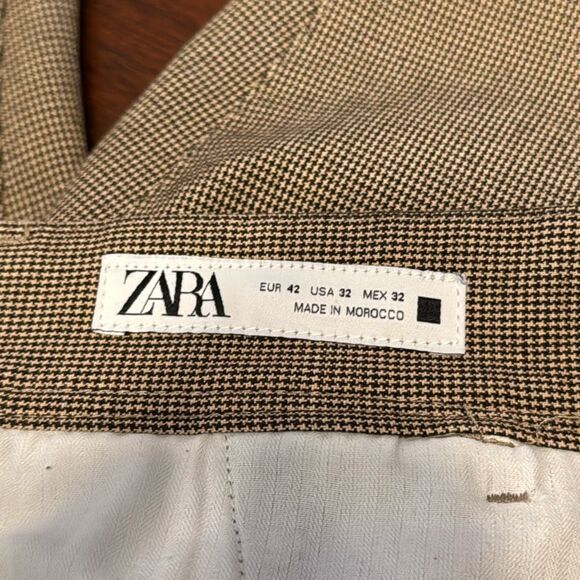 ZARA
EUR 42 USA 32 MEX 32
MADE IN MOROCCO